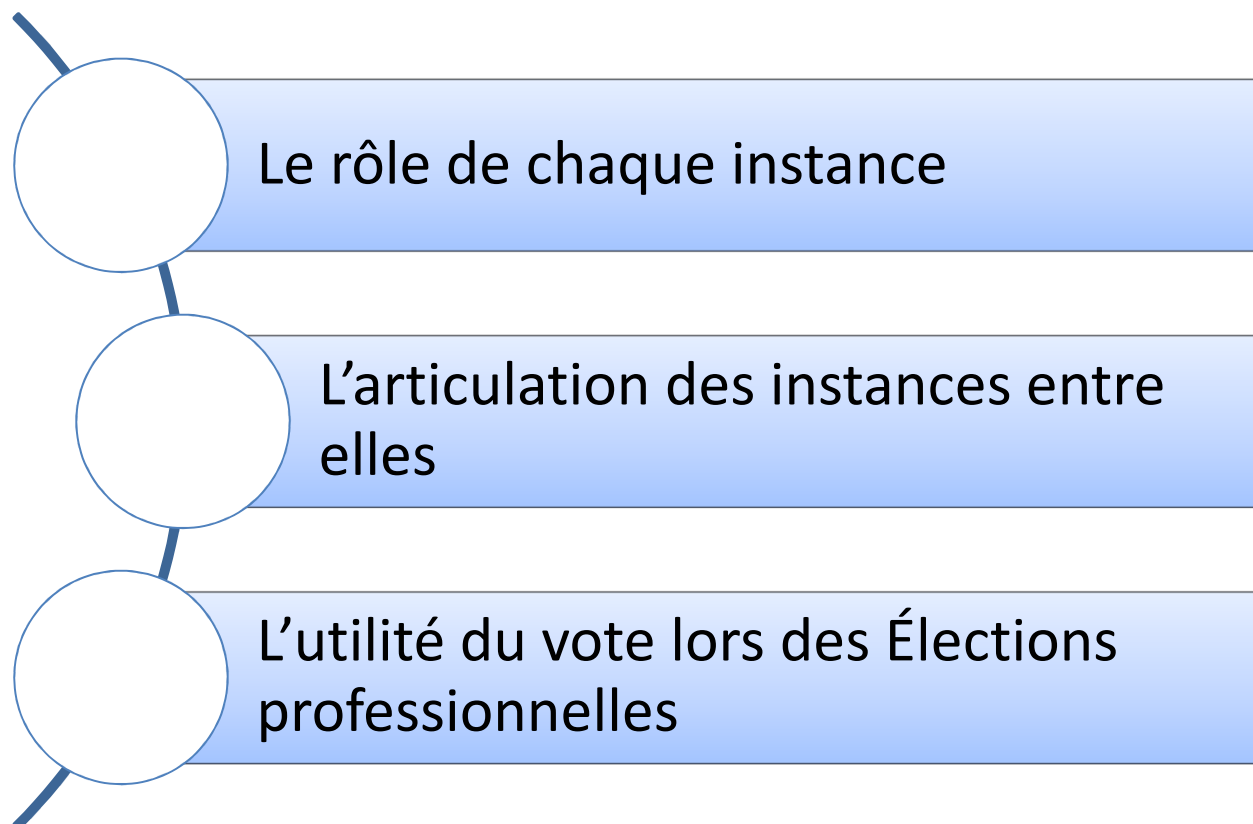 Le rôle de chaque instance
L’articulation des instances entre
elles
L’utilité du vote lors des Élections
professionnelles